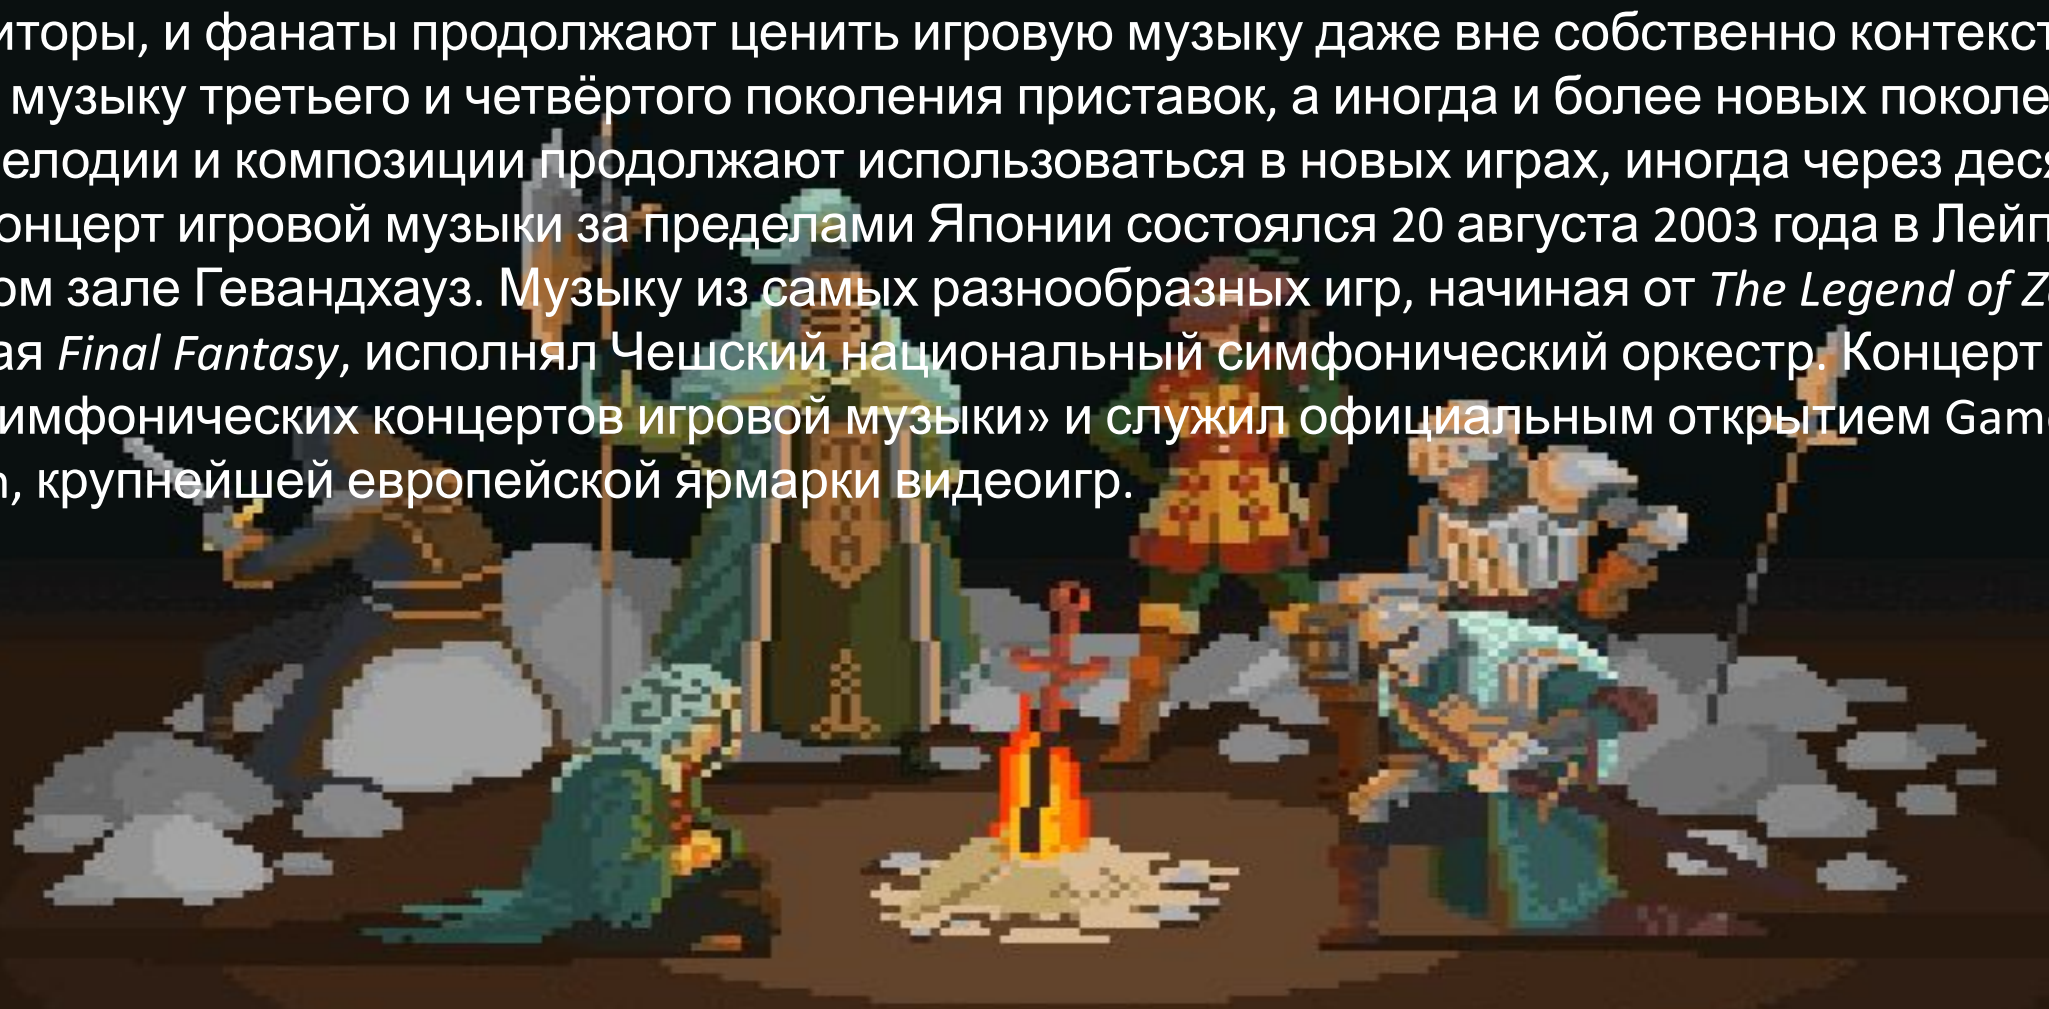 иторы, и фанаты продолжают ценить игровую музыку даже вне собственно контекст
музыку третьего и четвёртого поколения приставок, а иногда и более новых поколе
елодии и композиции продолжают использоваться в новых играх, иногда через деся
онцерт игровой музыки за пределами Японии состоялся 20 августа 2003 года в Лейп
ом зале Гевандхауз. Музыку из самых разнообразных игр, начиная от The Legend of Ze
ая Final Fantasy, исполнял Чешский национальный симфонический оркестр. Концерт
имфонических концертов игровой музыки» и служил официальным открытием Game
n, крупнейшей европейской ярмарки видеоигр.